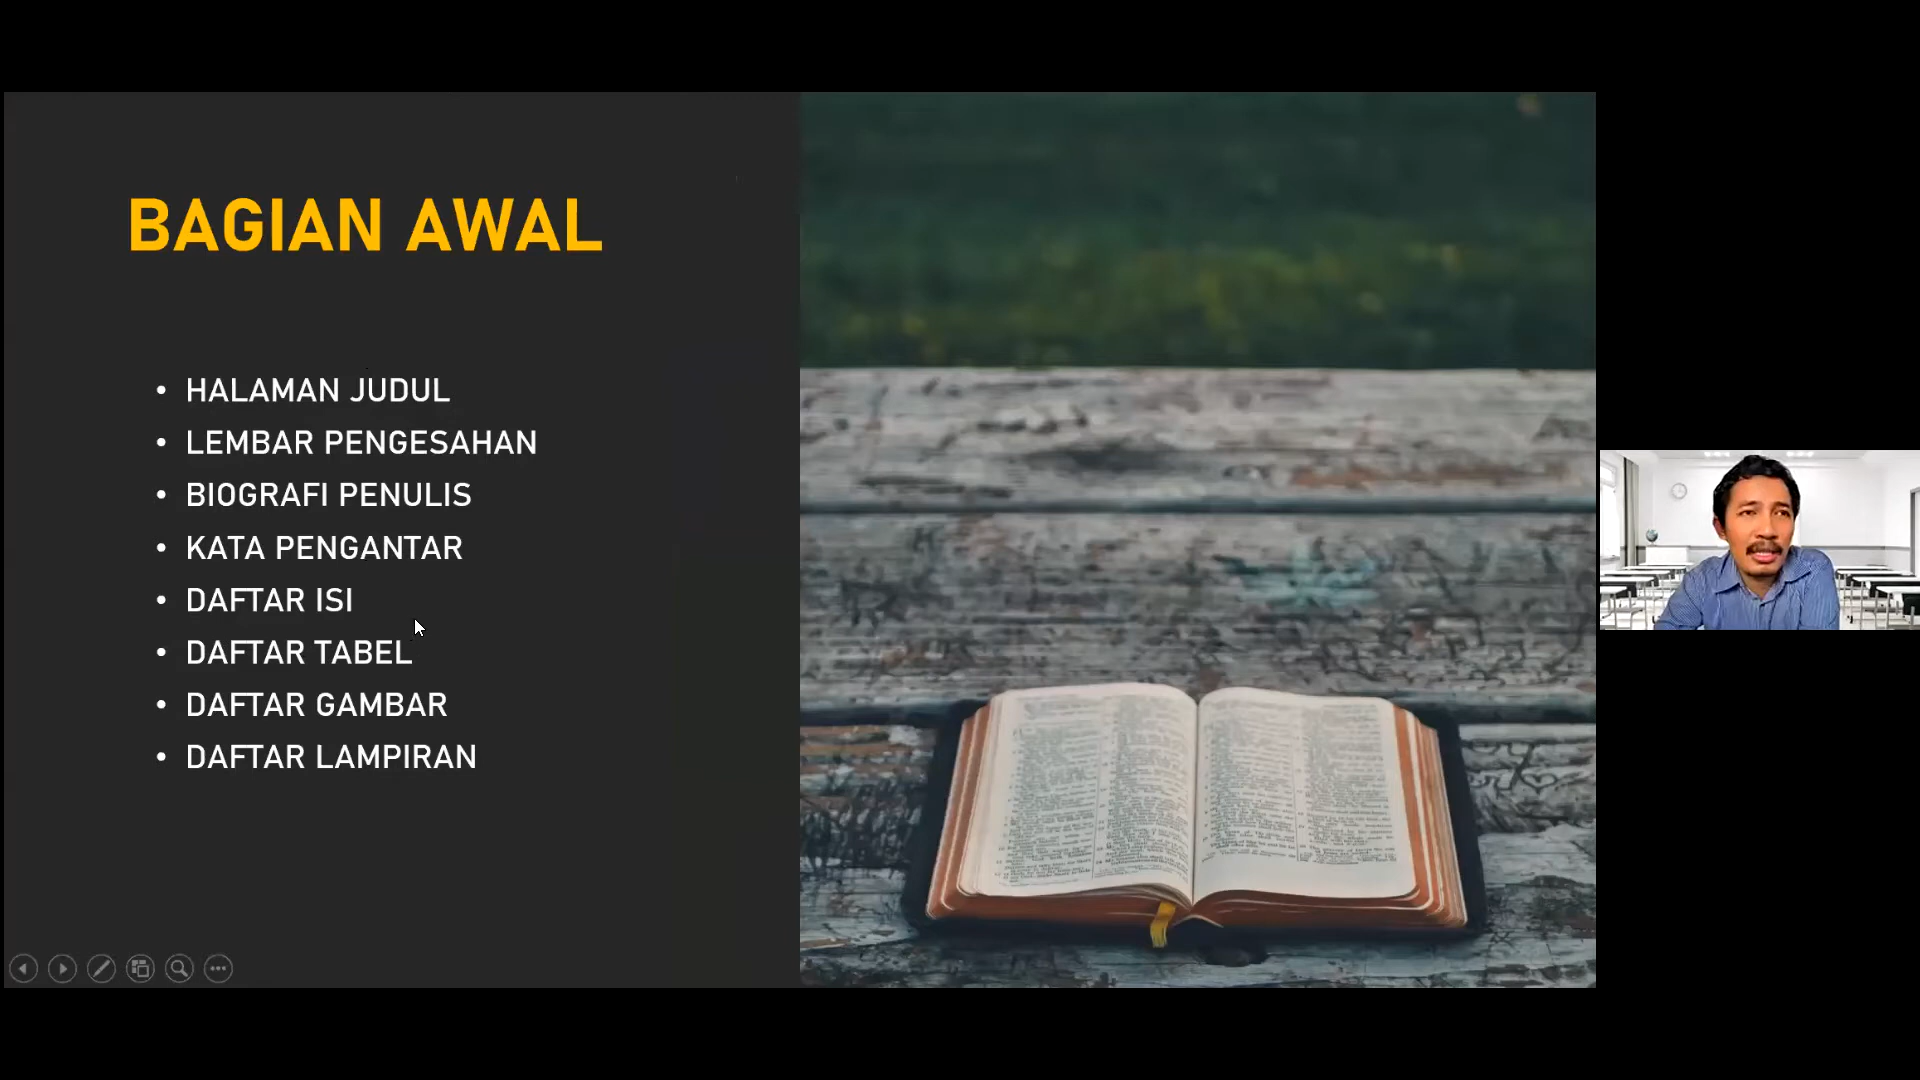 BAGIAN AWAL
• HALAMAN JUDUL
• LEMBAR PENGESAHAN
• BIOGRAFI PENULIS
• KATA PENGANTAR
• DAFTAR ISI
• DAFTAR TABEL
• DAFTAR GAMBAR
• DAFTAR LAMPIRAN